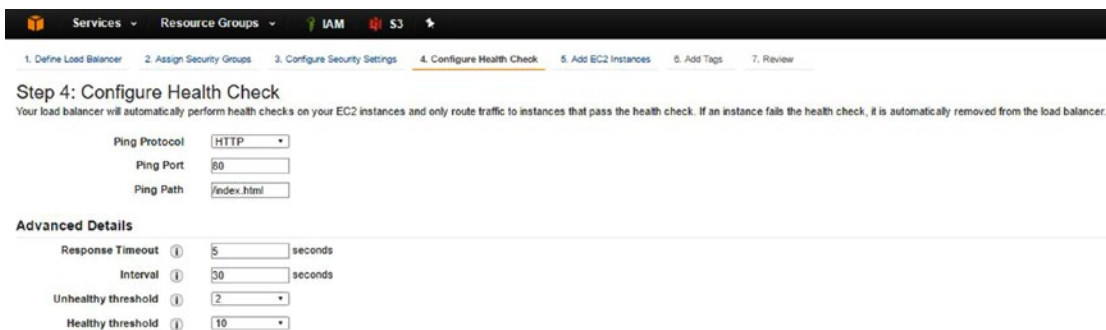 Services Resource Groups IAM S3
1. Define Load Balancer 2. Assign Security Groups 3. Configure Security Settings 4. Configure Health Check 5. Add EC2 Instances 6. Add Tags 7. Review
Step 4: Configure Health Check
Your load balancer will automatically perform health checks on your EC2 instances and only route traffic to instances that pass the health check. If an instance fails the health check, it is automatically removed from the load balancer.
Ping Protocol HTTP
Ping Port 80
Ping Path /index.html
Advanced Details
Response Timeout i 5 seconds
Interval i 30 seconds
Unhealthy threshold i 2
Healthy threshold i 10